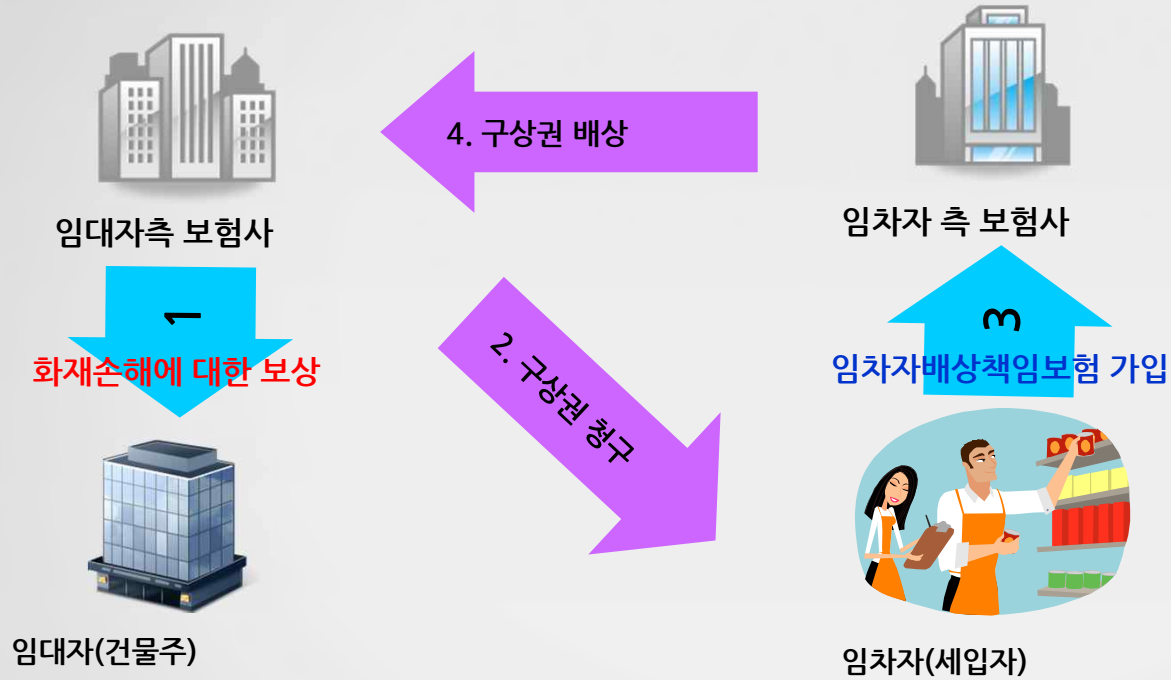 4. 구상권 배상
임대자측 보험사
임차자 측 보험사
1
화재손해에 대한 보상
2. 구상권 청구
3
임차자배상책임보험 가입
임대자(건물주)
임차자(세입자)